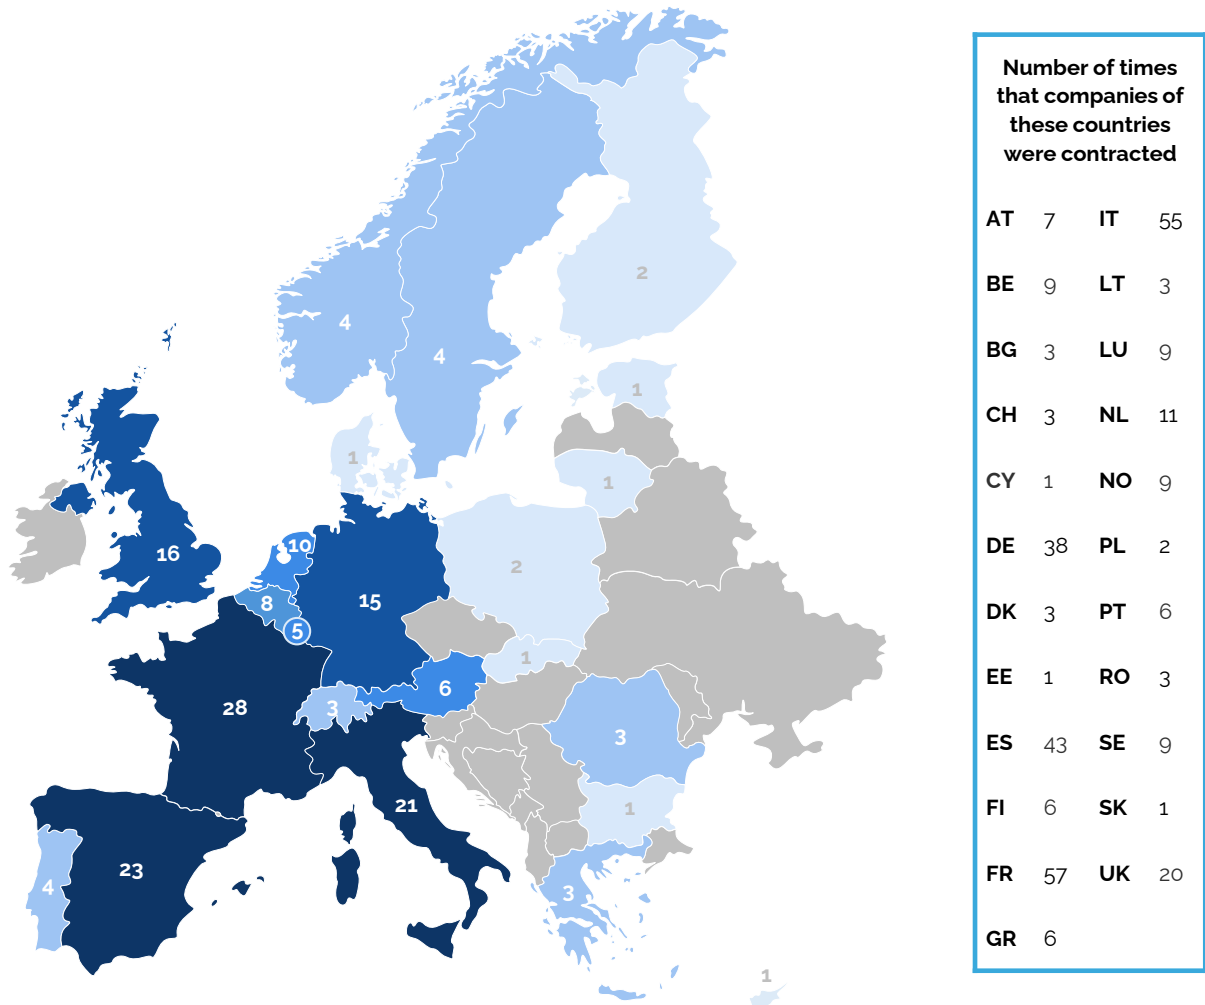 2
4
4
1
1
1
16
10
2
8
15
5
1
6
3
28
3
21
1
23
4
3
1
Number of times
that companies of
these countries
were contracted
AT 7 IT 55
BE 9 LT 3
BG 3 LU 9
CH 3 NL 11
CY 1 NO 9
DE 38 PL 2
DK 3 PT 6
EE 1 RO 3
ES 43 SE 9
FI 6 SK 1
FR 57 UK 20
GR 6